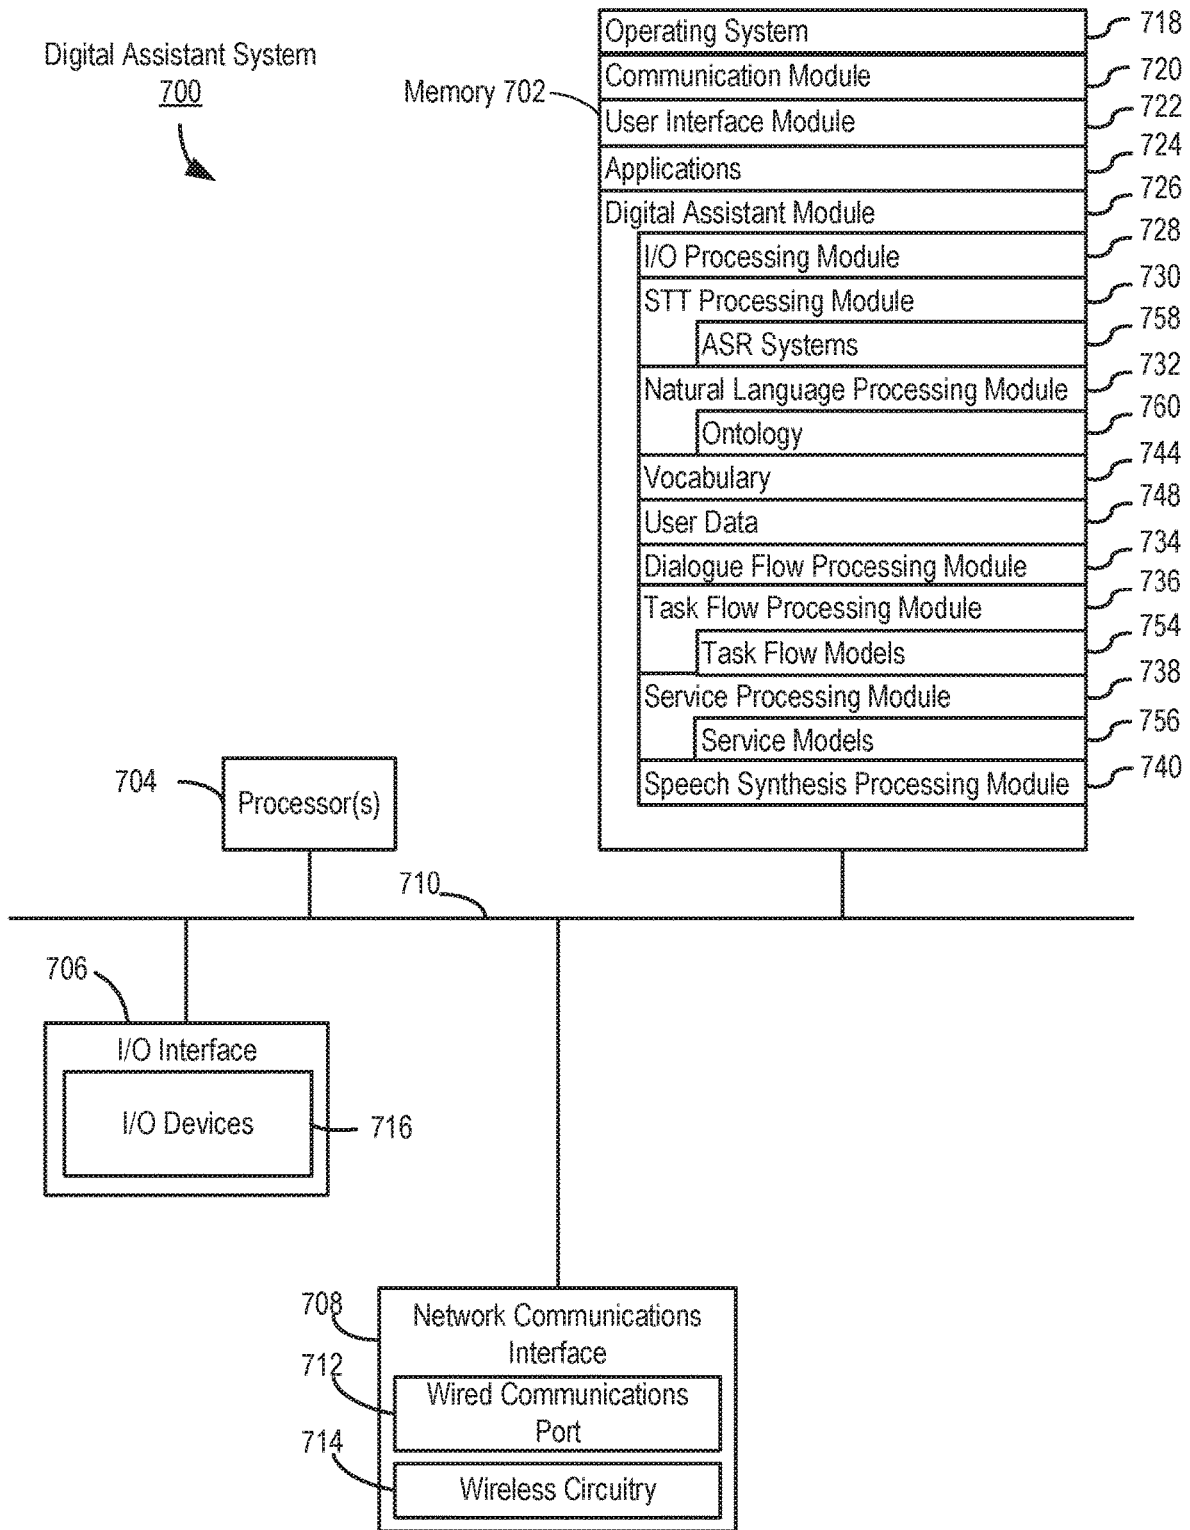 Digital Assistant System
700
Memory 702
Operating System 718
Communication Module 720
User Interface Module 722
Applications 724
Digital Assistant Module 726
I/O Processing Module 728
STT Processing Module 730
ASR Systems 758
Natural Language Processing Module 732
Ontology 760
Vocabulary 744
User Data 748
Dialogue Flow Processing Module 734
Task Flow Processing Module 736
Task Flow Models 754
Service Processing Module 738
Service Models 756
Speech Synthesis Processing Module 740
704
Processor(s)
710
706
I/O Interface
I/O Devices
716
708
Network Communications
Interface
712
Wired Communications
Port
714
Wireless Circuitry